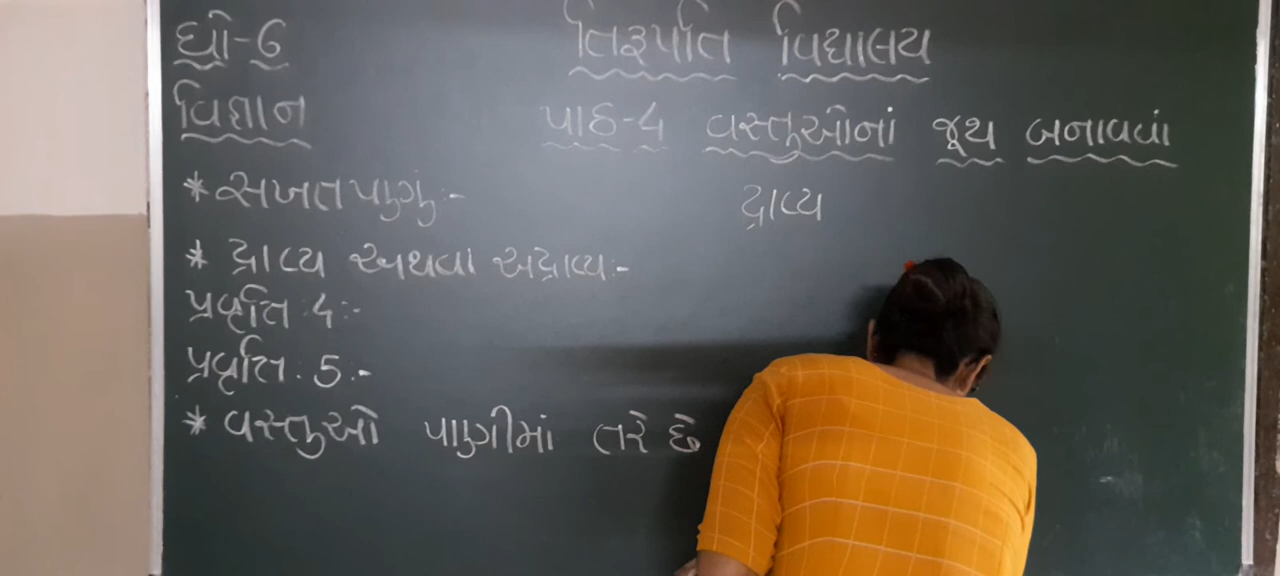 ધો-6 તિરૂપતિ વિદ્યાલય
વિજ્ઞાન પાઠ-4 વસ્તુઓનાં જૂથ બનાવવાં
* સખતપણું:- દ્રાવ્ય
* દ્રાવ્ય અથવા અદ્રાવ્ય:-
પ્રવૃત્તિ:4:-
પ્રવૃત્તિ:5:-
* વસ્તુઓ પાણીમાં તરે છે